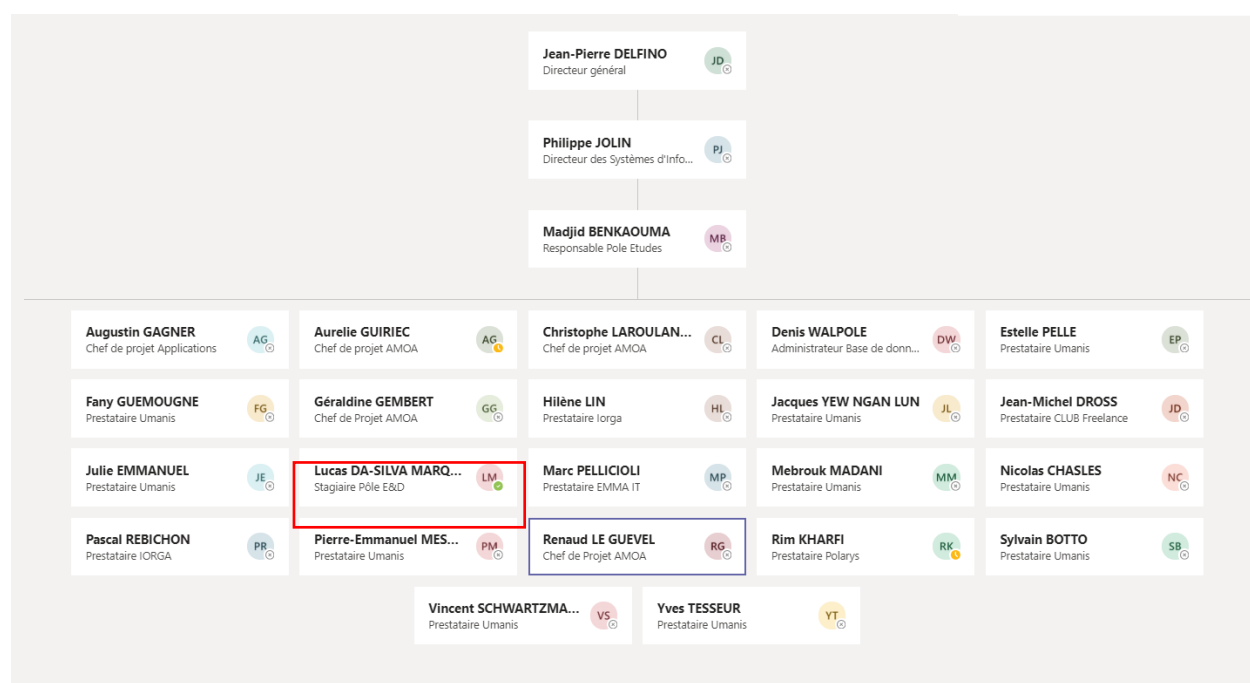 Jean-Pierre DELFINO
Directeur général
JD
Philippe JOLIN
Directeur des Systèmes d'Info...
PJ
Madjid BENKAOUMA
Responsable Pole Etudes
MB
Augustin GAGNER
Chef de projet Applications
AG
Aurelie GUIRIEC
Chef de projet AMOA
AG
Christophe LAROULAN...
Chef de projet AMOA
CL
Denis WALPOLE
Administrateur Base de donn...
DW
Estelle PELLE
Prestataire Umanis
EP
Fany GUEMOUGNE
Prestataire Umanis
FG
Géraldine GEMBERT
Chef de Projet AMOA
GG
Hilène LIN
Prestataire Iorga
HL
Jacques YEW NGAN LUN
Prestataire Umanis
JL
Jean-Michel DROSS
Prestataire CLUB Freelance
JD
Julie EMMANUEL
Prestataire Umanis
JE
Lucas DA-SILVA MARQ...
Stagiaire Pôle E&D
LM
Marc PELLICIOLI
Prestataire EMMA IT
MP
Mebrouk MADANI
Prestataire Umanis
MM
Nicolas CHASLES
Prestataire Umanis
NC
Pascal REBICHON
Prestataire IORGA
PR
Pierre-Emmanuel MES...
Prestataire Umanis
PM
Renaud LE GUEVEL
Chef de Projet AMOA
RG
Rim KHARFI
Prestataire Polarys
RK
Sylvain BOTTO
Prestataire Umanis
SB
Vincent SCHWARTZMA...
Prestataire Umanis
VS
Yves TESSEUR
Prestataire Umanis
YT